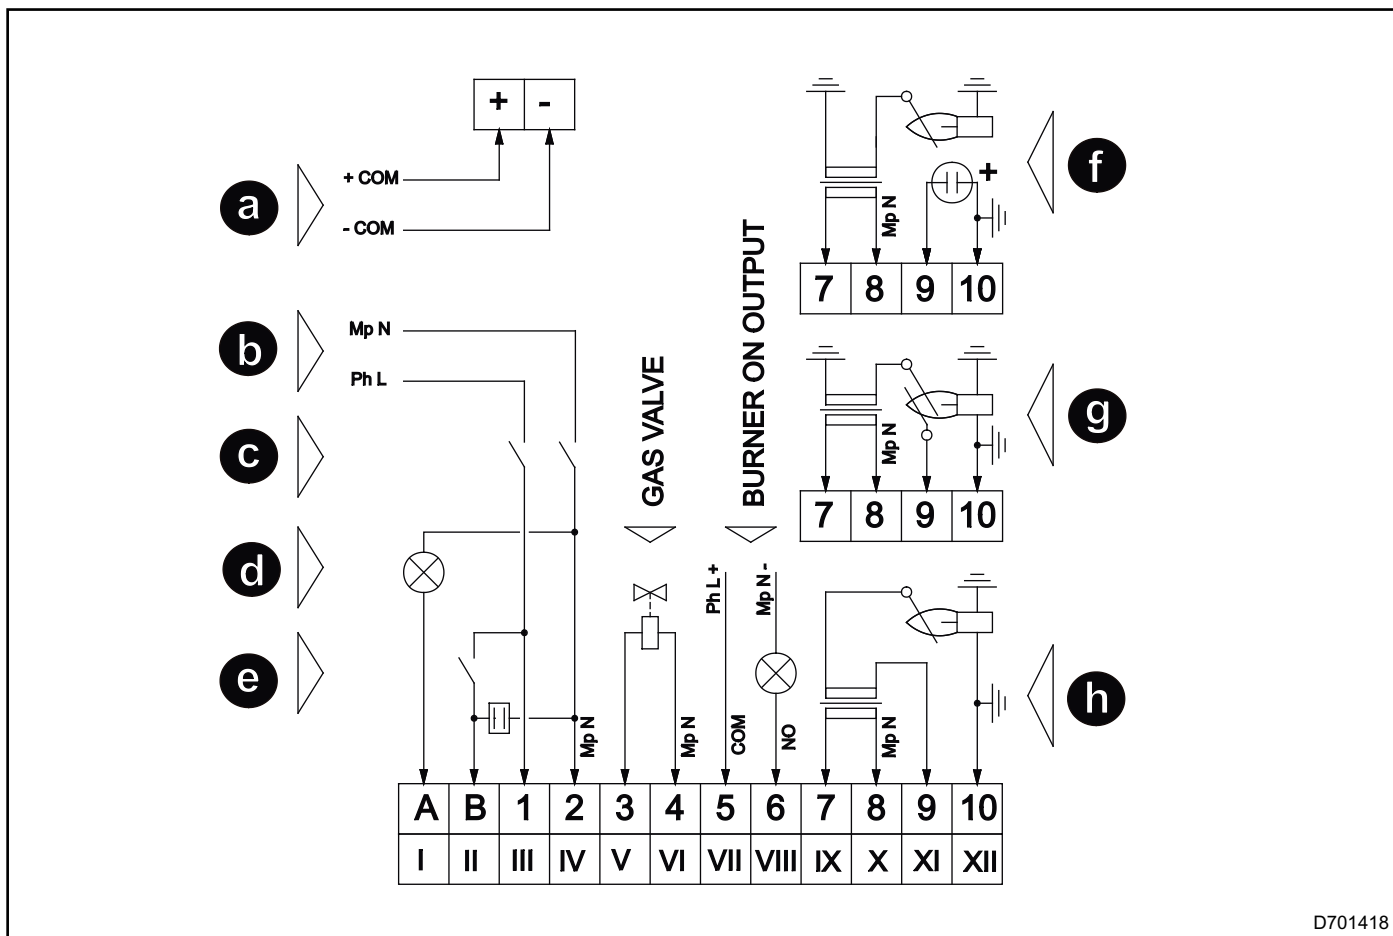 + -
+ COM
- COM
a
Mp N
Ph L
b
c
d
e
GAS VALVE
BURNER ON OUTPUT
Mp N
Ph L +
Mp N
COM
Mp N -
NO
Mp N
+
f
7 8 9 10
Mp N
g
7 8 9 10
Mp N
h
A B 1 2 3 4 5 6 7 8 9 10
I II III IV V VI VII VIII IX X XI XII
D701418